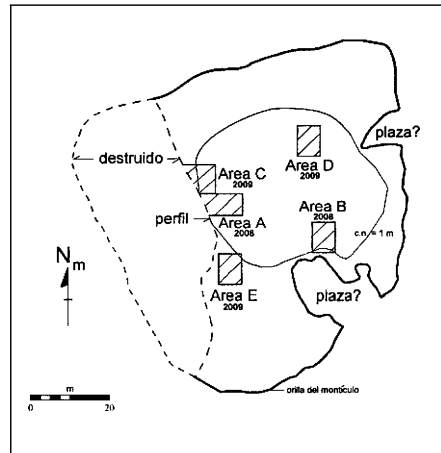 plaza?
destruido
Area C
2009
Area D
2009
perfil
Area A
2008
Area B
2008
c.n. = 1 m
Nm
Area E
2009
plaza?
m
0 20
orilla del montículo